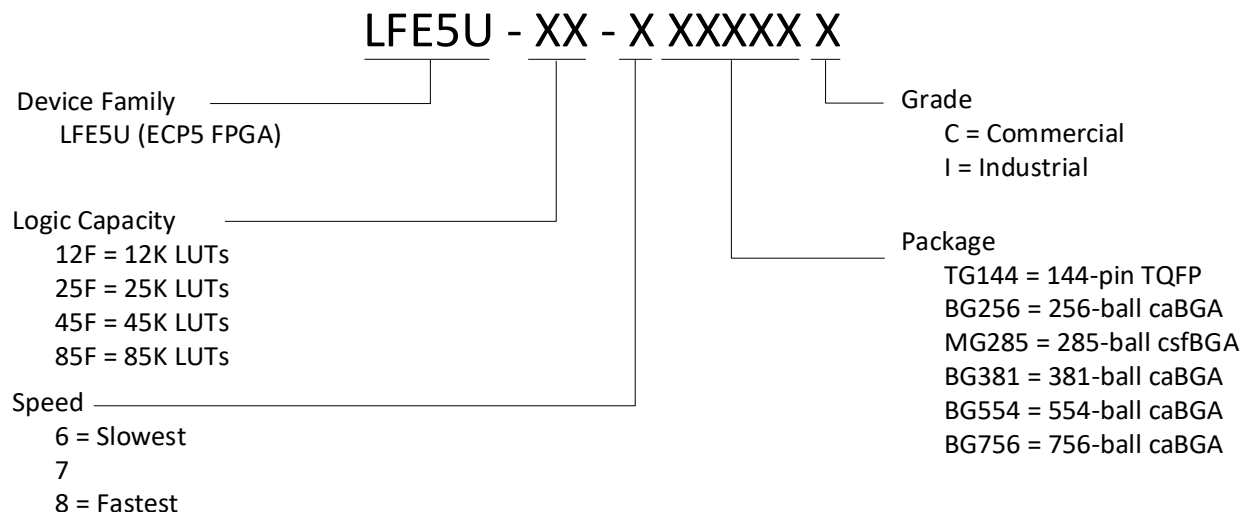 LFE5U - XX - X XXXXX X
Device Family
LFE5U (ECP5 FPGA)
Logic Capacity
12F = 12K LUTs
25F = 25K LUTs
45F = 45K LUTs
85F = 85K LUTs
Speed
6 = Slowest
7
8 = Fastest
Grade
C = Commercial
I = Industrial
Package
TG144 = 144-pin TQFP
BG256 = 256-ball caBGA
MG285 = 285-ball csfBGA
BG381 = 381-ball caBGA
BG554 = 554-ball caBGA
BG756 = 756-ball caBGA